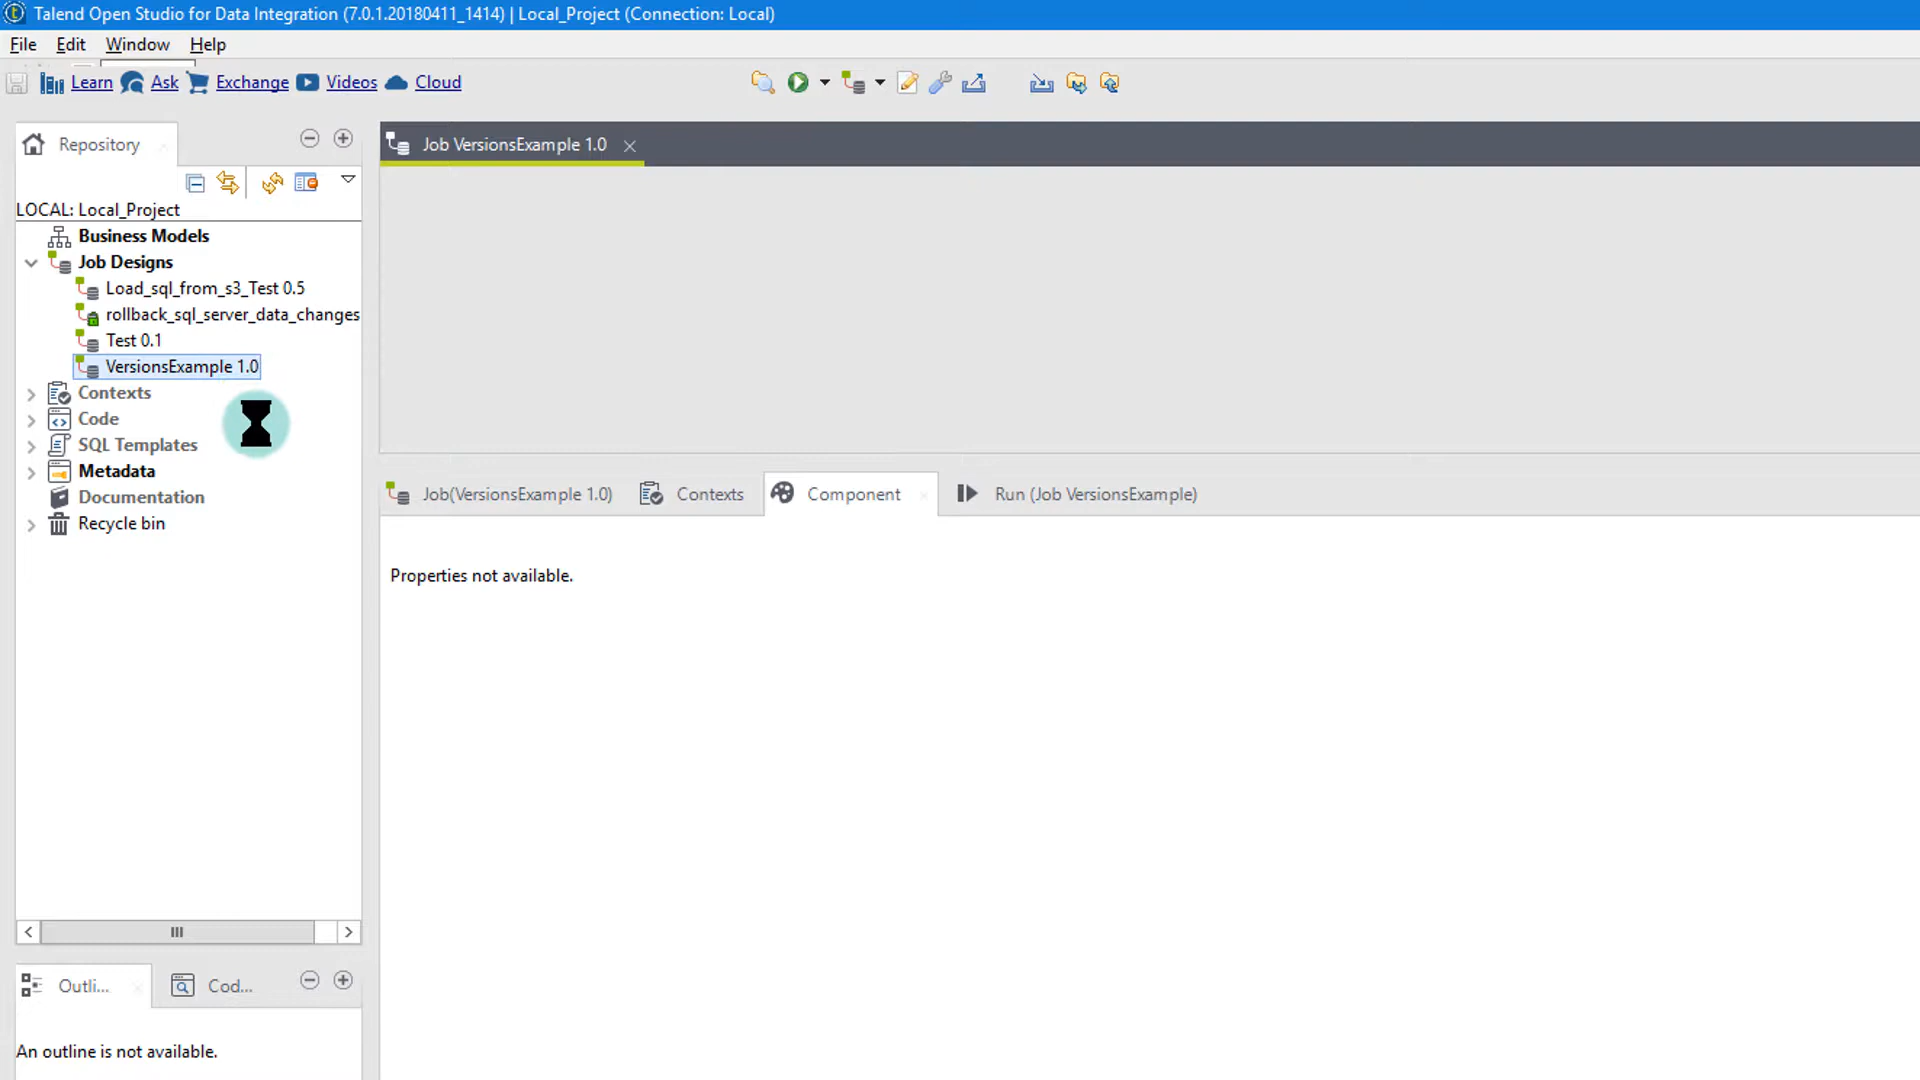 Talend Open Studio for Data Integration (7.0.1.20180411_1414) | Local_Project (Connection: Local)
File Edit Window Help
Learn Ask Exchange Videos Cloud
Repository
Job VersionsExample 1.0
LOCAL: Local_Project
Business Models
Job Designs
Load_sql_from_s3_Test 0.5
rollback_sql_server_data_changes
Test 0.1
VersionsExample 1.0
Contexts
Code
SQL Templates
Metadata
Documentation
Recycle bin
Job(VersionsExample 1.0) Contexts Component Run (Job VersionsExample)
Properties not available.
Outli... Cod...
An outline is not available.